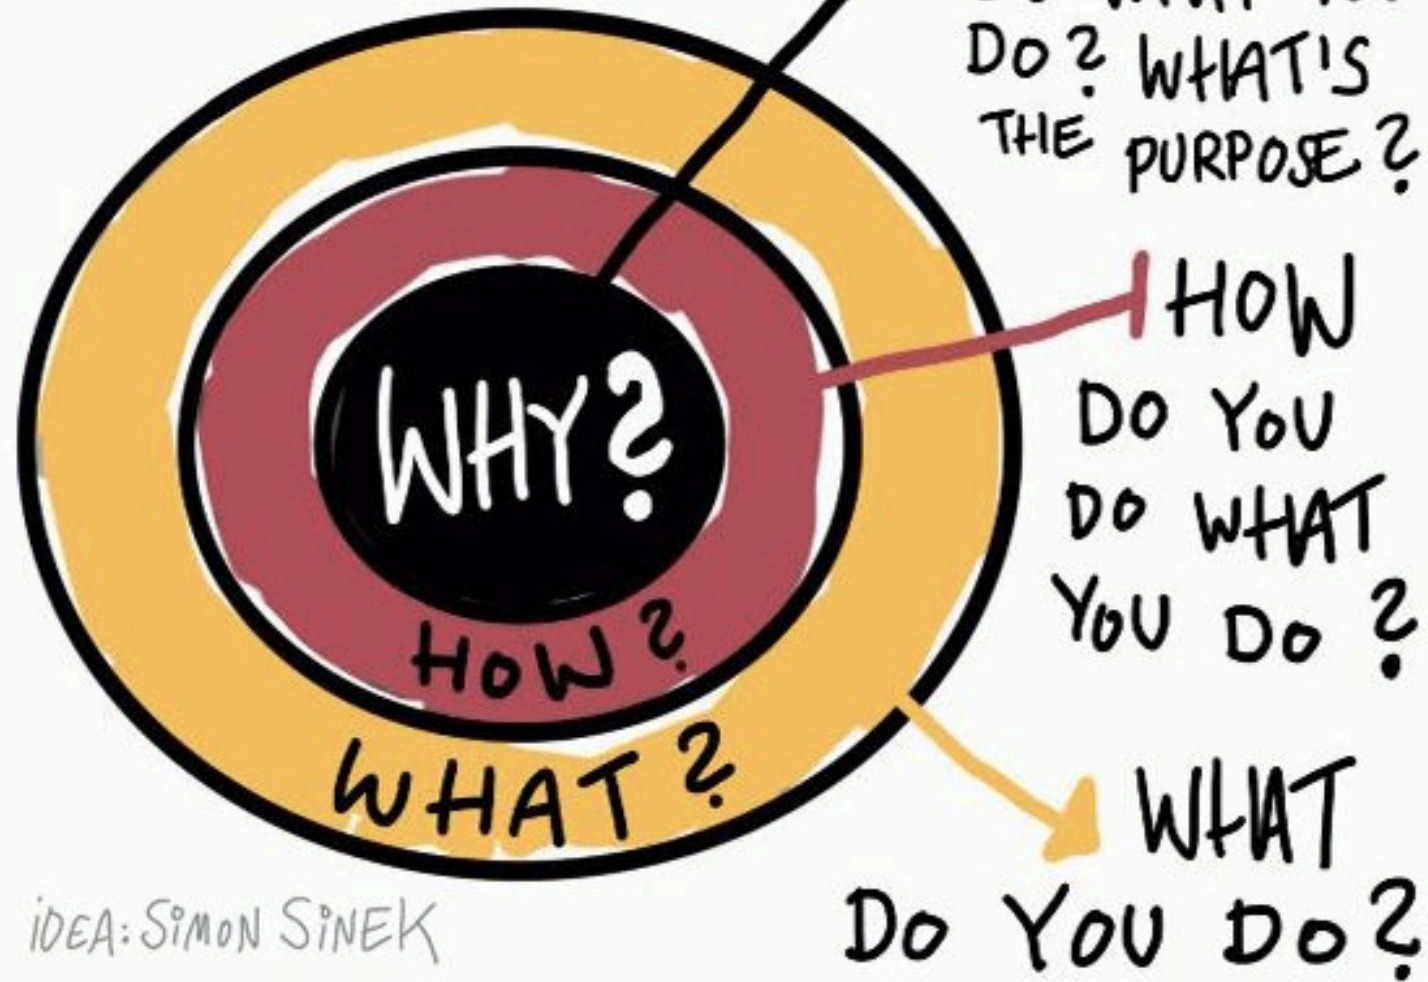 DO? WHAT'S
THE PURPOSE?
HOW
DO YOU
DO WHAT
YOU DO?
WHAT
DO YOU DO?
WHY?
HOW?
WHAT?
iDEA: SiMON SiNEK